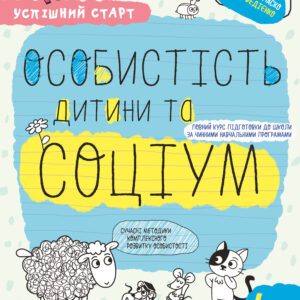 УСПІШНИЙ СТАРТ
ОСОБИСТІСТЬ
ДИТИНИ ТА
ПОВНИЙ КУРС ПІДГОТОВКИ ДО ШКОЛИ
ЗА ЧИННИМИ НАВЧАЛЬНИМИ ПРОГРАМАМИ
СОЦІУМ
СУЧАСНІ МЕТОДИКИ
КОМПЛЕКСНОГО
РОЗВИТКУ ОСОБИСТОСТІ